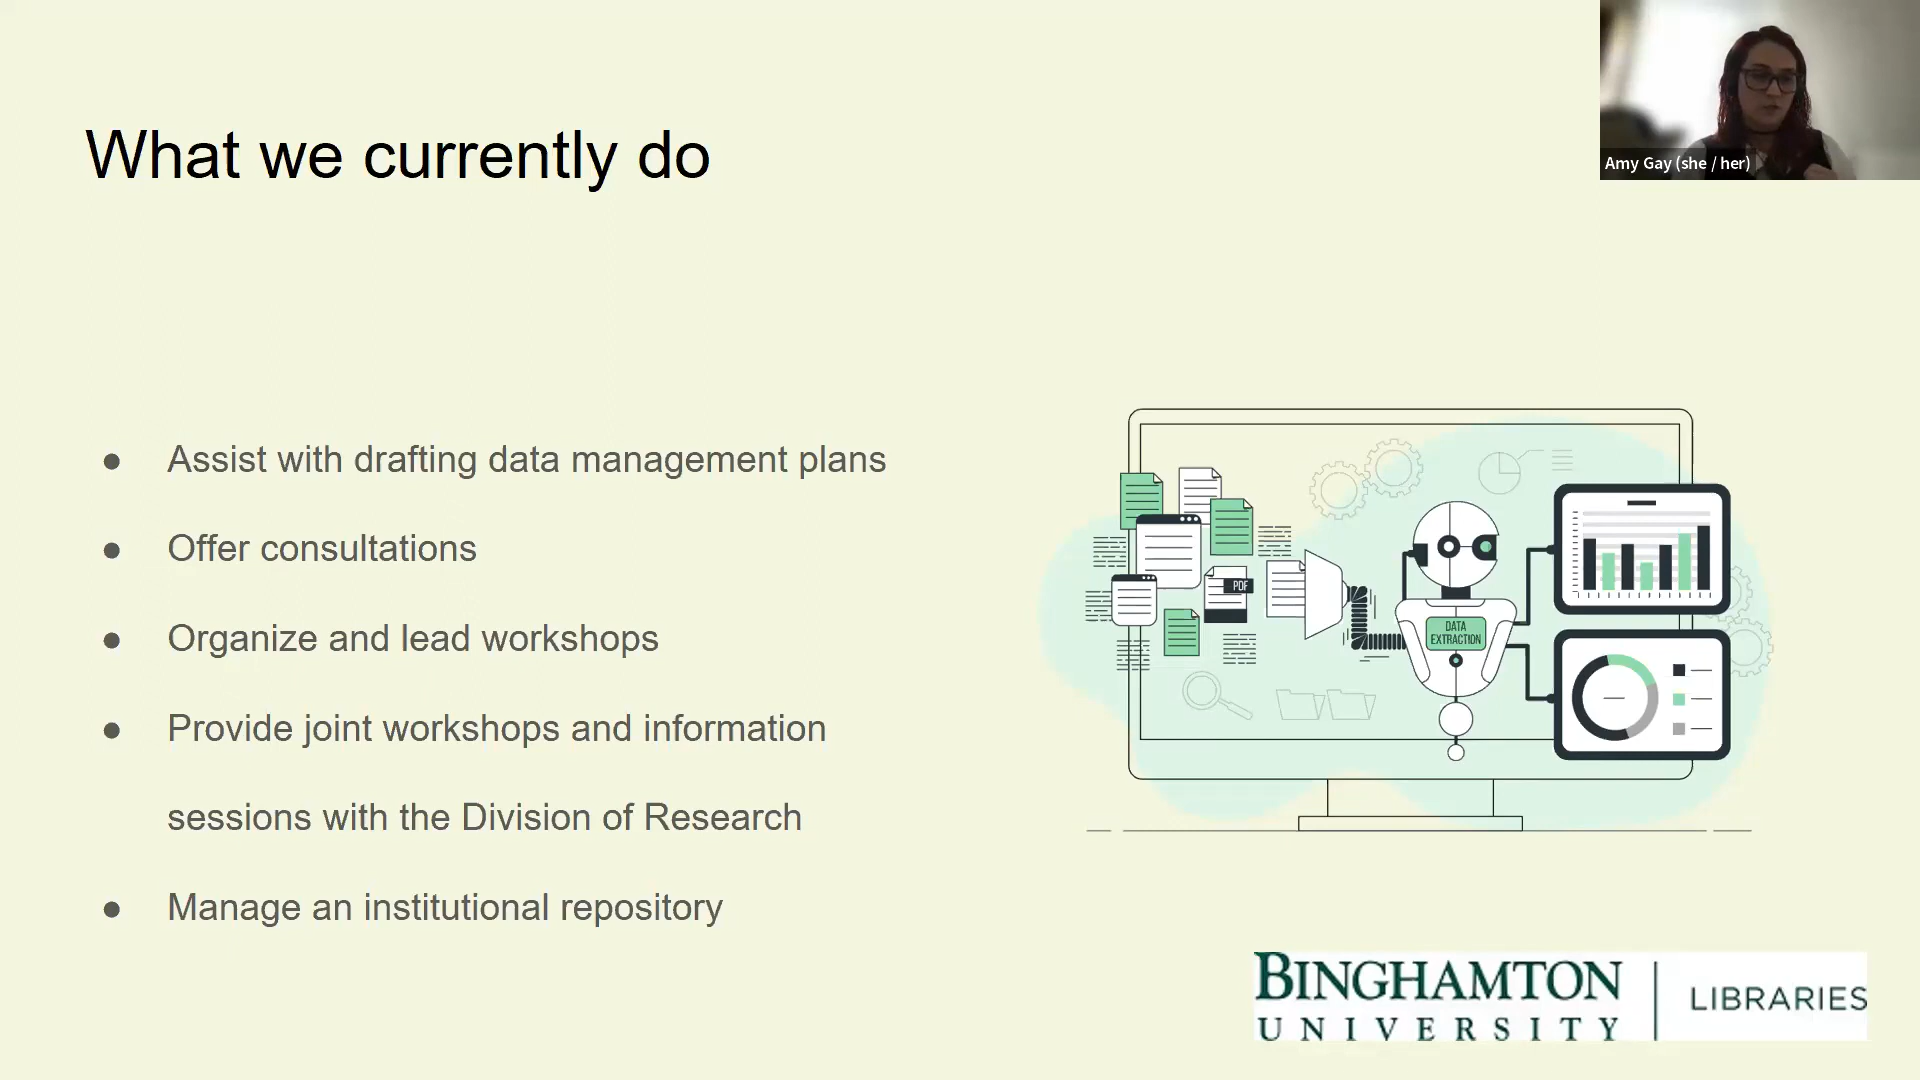 What we currently do
Amy Gay (she / her)
● Assist with drafting data management plans
● Offer consultations
● Organize and lead workshops
● Provide joint workshops and information
sessions with the Division of Research
● Manage an institutional repository
PDF
DATA
EXTRACTION
BINGHAMTON
UNIVERSITY
LIBRARIES